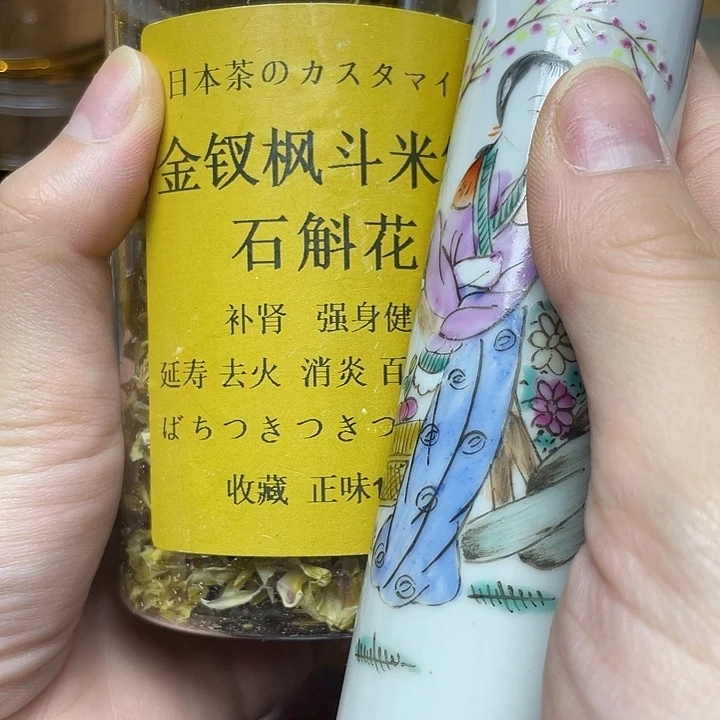 日本茶のカスタマイ
金钗枫斗米
石斛花
补肾 强身健
延寿 去火 消炎 百
ばちつきつきつ
收藏 正味1